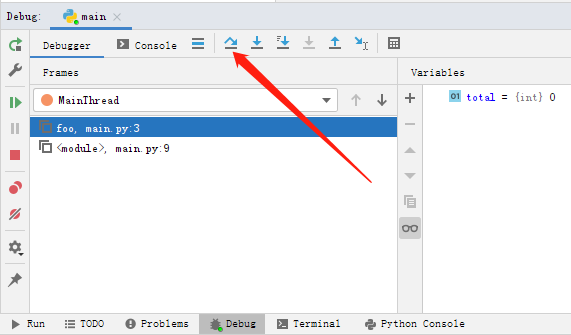 Debug: main
Debugger Console
Frames Variables
MainThread
foo, main.py:3
<module>, main.py:9
01 total = {int} 0
Run TODO Problems Debug Terminal Python Console